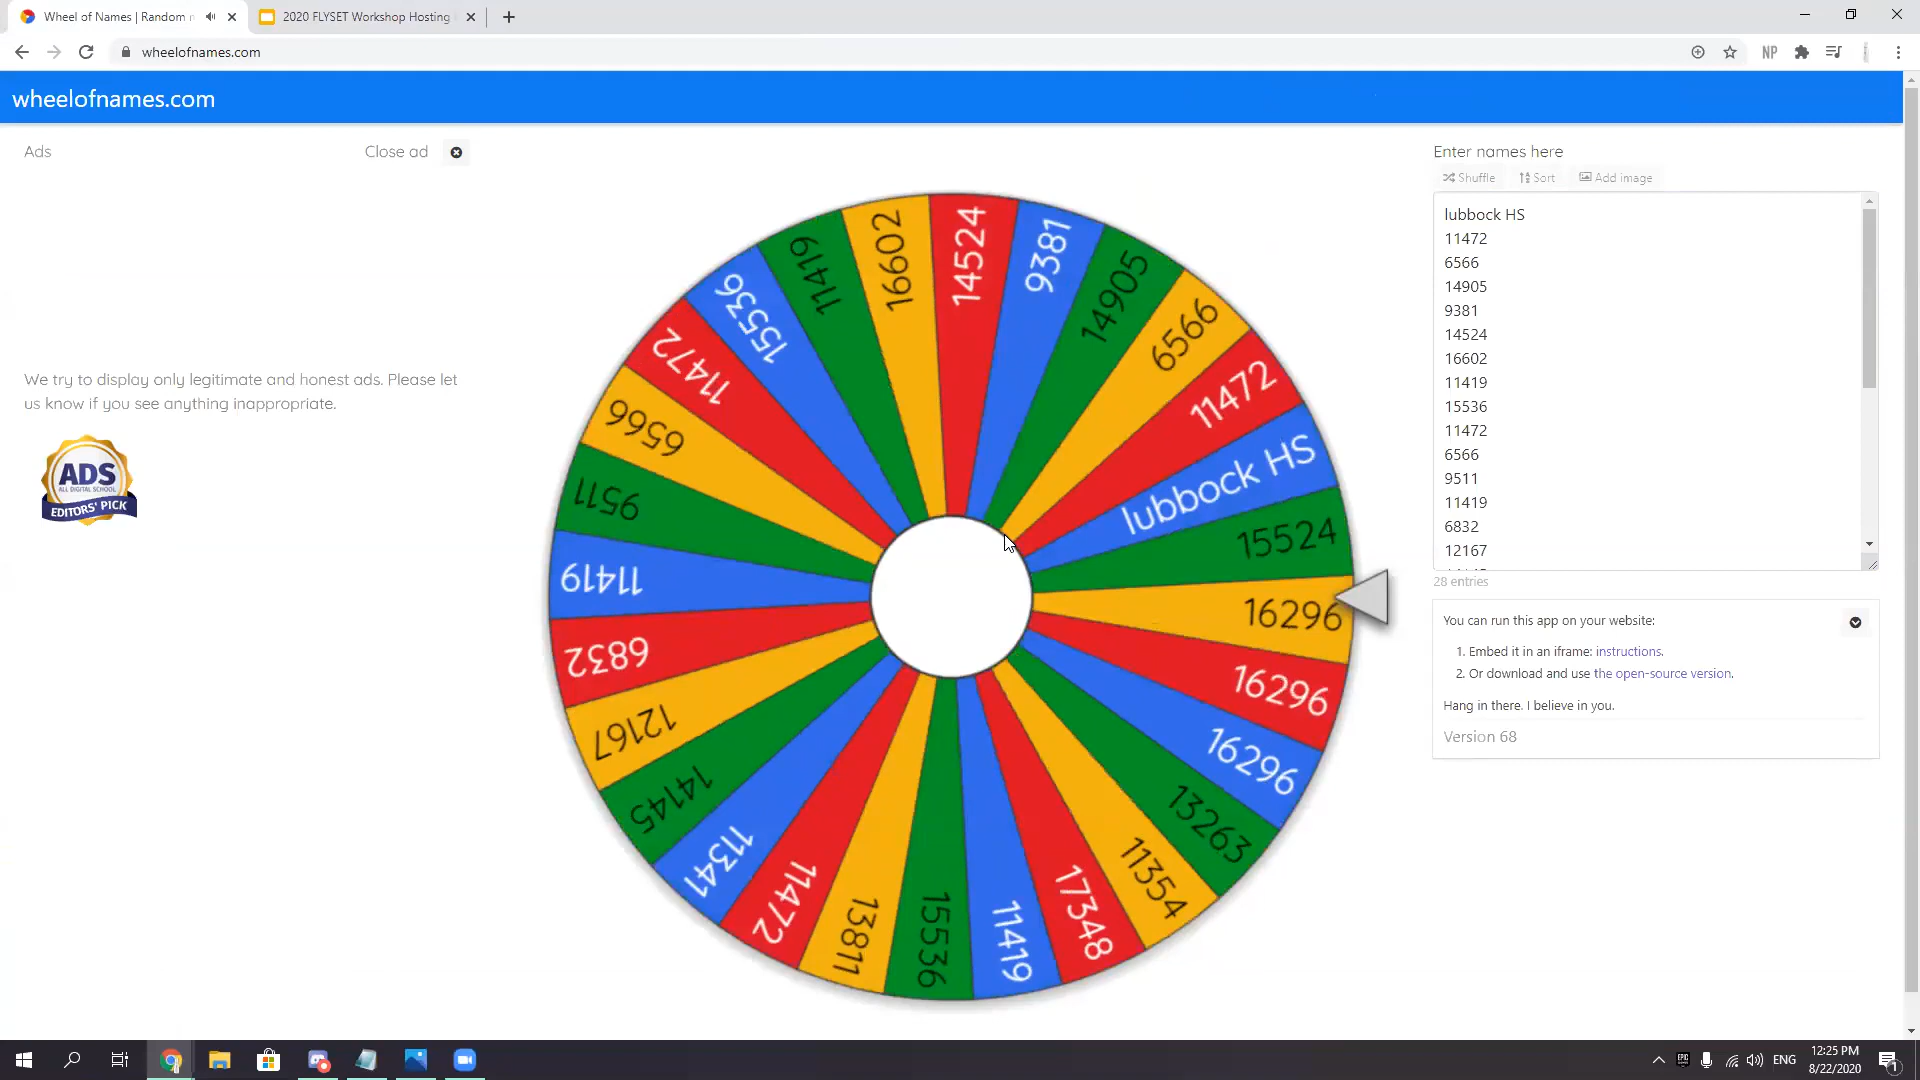 Wheel of Names | Random n
2020 FLYSET Workshop Hosting
wheelofnames.com
NP
wheelofnames.com
Ads
Close ad
We try to display only legitimate and honest ads. Please let
us know if you see anything inappropriate.
ADS
ALL DIGITAL SCHOOL
EDITORS' PICK
lubbock HS
11472
6566
14905
9381
14524
16602
11419
15536
11472
6566
9511
11419
6832
12167
14145
11341
11472
13811
15536
11419
17348
11354
13263
16296
16296
16296
15524
Enter names here
Shuffle
Sort
Add image
lubbock HS
11472
6566
14905
9381
14524
16602
11419
15536
11472
6566
9511
11419
6832
12167
28 entries
You can run this app on your website:
1. Embed it in an iframe: instructions.
2. Or download and use the open-source version.
Hang in there. I believe in you.
Version 68
ENG
12:25 PM
8/22/2020
1